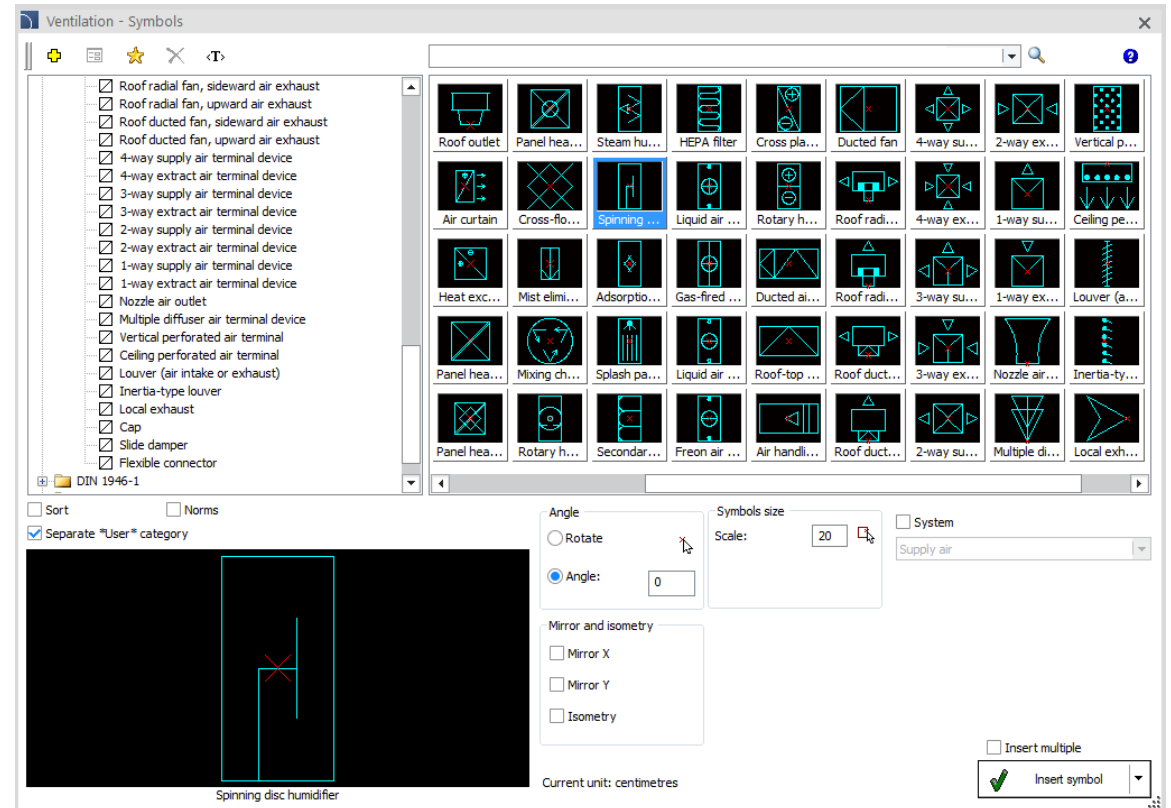 Ventilation - Symbols
<T>
Roof radial fan, sideward air exhaust
Roof radial fan, upward air exhaust
Roof ducted fan, sideward air exhaust
Roof ducted fan, upward air exhaust
4-way supply air terminal device
4-way extract air terminal device
3-way supply air terminal device
3-way extract air terminal device
2-way supply air terminal device
2-way extract air terminal device
1-way supply air terminal device
1-way extract air terminal device
Nozzle air outlet
Multiple diffuser air terminal device
Vertical perforated air terminal
Ceiling perforated air terminal
Louver (air intake or exhaust)
Inertia-type louver
Local exhaust
Cap
Slide damper
Flexible connector
DIN 1946-1
Roof outlet Panel hea... Steam hu... HEPA filter Cross pla... Ducted fan 4-way su... 2-way ex... Vertical p...
Air curtain Cross-flo... Spinning ... Liquid air ... Rotary h... Roof radi... 4-way ex... 1-way su... Ceiling pe...
Heat exc... Mist elimi... Adsorptio... Gas-fired ... Ducted ai... Roof radi... 3-way su... 1-way ex... Louver (a...
Panel hea... Mixing ch... Splash pa... Liquid air ... Roof-top ... Roof duct... 3-way ex... Nozzle air... Inertia-ty...
Panel hea... Rotary h... Secondar... Freon air ... Air handli... Roof duct... 2-way su... Multiple di... Local exh...
Sort Norms
Separate *User* category
Spinning disc humidifier
Angle
Rotate
Angle: 0
Symbols size
Scale: 20
System
Supply air
Mirror and isometry
Mirror X
Mirror Y
Isometry
Current unit: centimetres
Insert multiple
Insert symbol